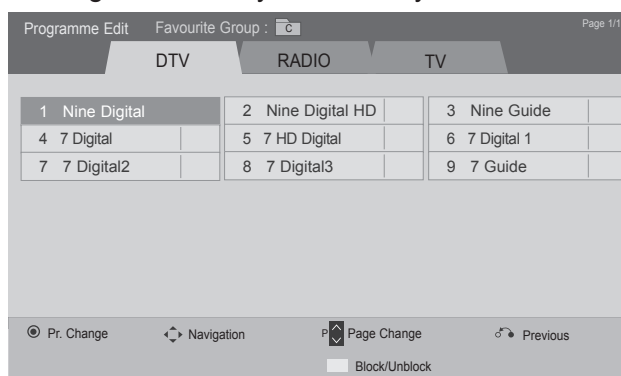 Programme Edit Favourite Group : C Page 1/1
DTV RADIO TV
1 Nine Digital 2 Nine Digital HD 3 Nine Guide
4 7 Digital 5 7 HD Digital 6 7 Digital 1
7 7 Digital2 8 7 Digital3 9 7 Guide
Pr. Change Navigation P Page Change Previous
Block/Unblock